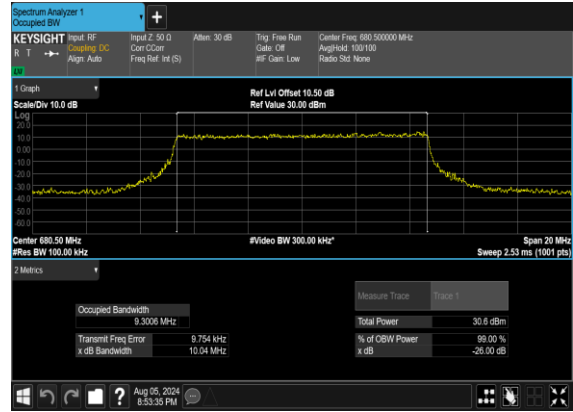 Spectrum Analyzer 1
Occupied BW
KEYSIGHT
R T
LM
Input: RF
Coupling: DC
Align: Auto
Input Z: 50 Ω
Corr CCorr
Freq Ref: Int (S)
Atten: 30 dB
Trig: Free Run
Gate: Off
#IF Gain: Low
Center Freq: 680.500000 MHz
Avg|Hold: 100/100
Radio Std: None
1 Graph
Scale/Div 10.0 dB
Ref Lvl Offset 10.50 dB
Ref Value 30.00 dBm
Log
20.0
10.0
0.00
-10.0
-20.0
-30.0
-40.0
-50.0
-60.0
Center 680.50 MHz
#Res BW 100.00 kHz
#Video BW 300.00 kHz*
Span 20 MHz
Sweep 2.53 ms (1001 pts)
2 Metrics
Measure Trace
Trace 1
Occupied Bandwidth
9.3006 MHz
Total Power
30.6 dBm
Transmit Freq Error
9.754 kHz
% of OBW Power
99.00 %
x dB Bandwidth
10.04 MHz
x dB
-26.00 dB
?
Aug 05, 2024
8:53:35 PM